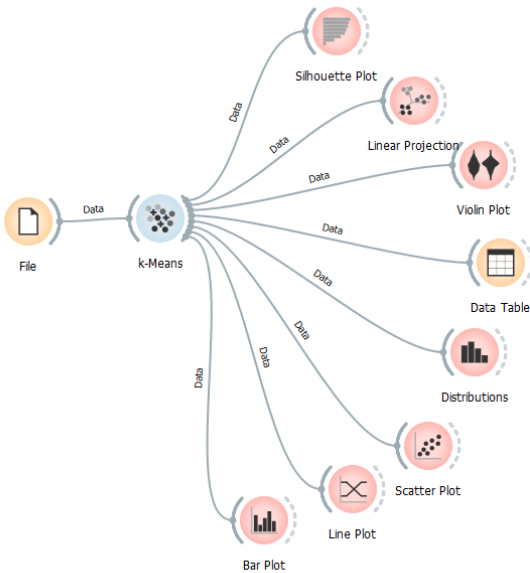 Silhouette Plot
Data
Data
Linear Projection
Data
Violin Plot
Data
File
k-Means
Data
Data Table
Data
Distributions
Data
Data
Data
Scatter Plot
Line Plot
Bar Plot